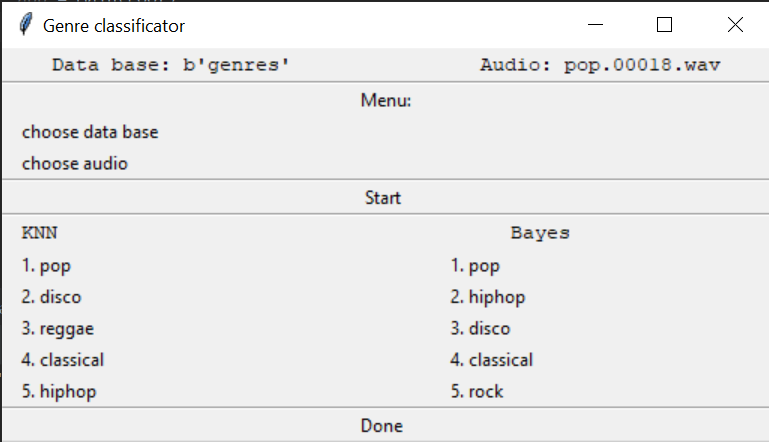 Genre classificator
Data base: b'genres' Audio: pop.00018.wav
Menu:
choose data base
choose audio
Start
KNN Bayes
1. pop 1. pop
2. disco 2. hiphop
3. reggae 3. disco
4. classical 4. classical
5. hiphop 5. rock
Done